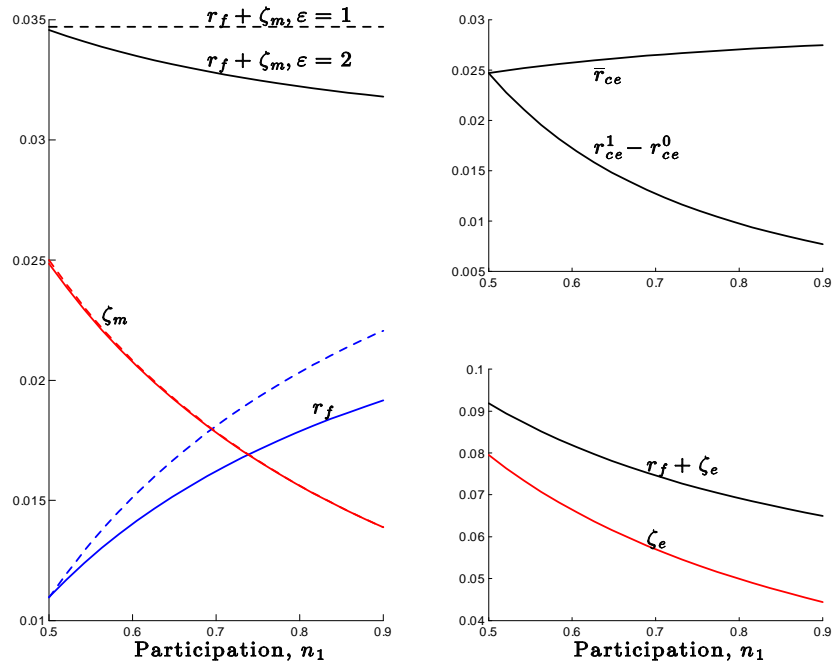 0.035
r_f + ζ_m, ε = 1
r_f + ζ_m, ε = 2
0.03
0.025
ζ_m
0.02
r_f
0.015
0.01
0.5 0.6 0.7 0.8 0.9
Participation, n_1
0.03
r̅_ce
0.025
0.02
r^1_ce − r^0_ce
0.015
0.01
0.005
0.5 0.6 0.7 0.8 0.9
0.1
0.09
0.08
r_f + ζ_e
0.07
0.06
ζ_e
0.05
0.04
0.5 0.6 0.7 0.8 0.9
Participation, n_1